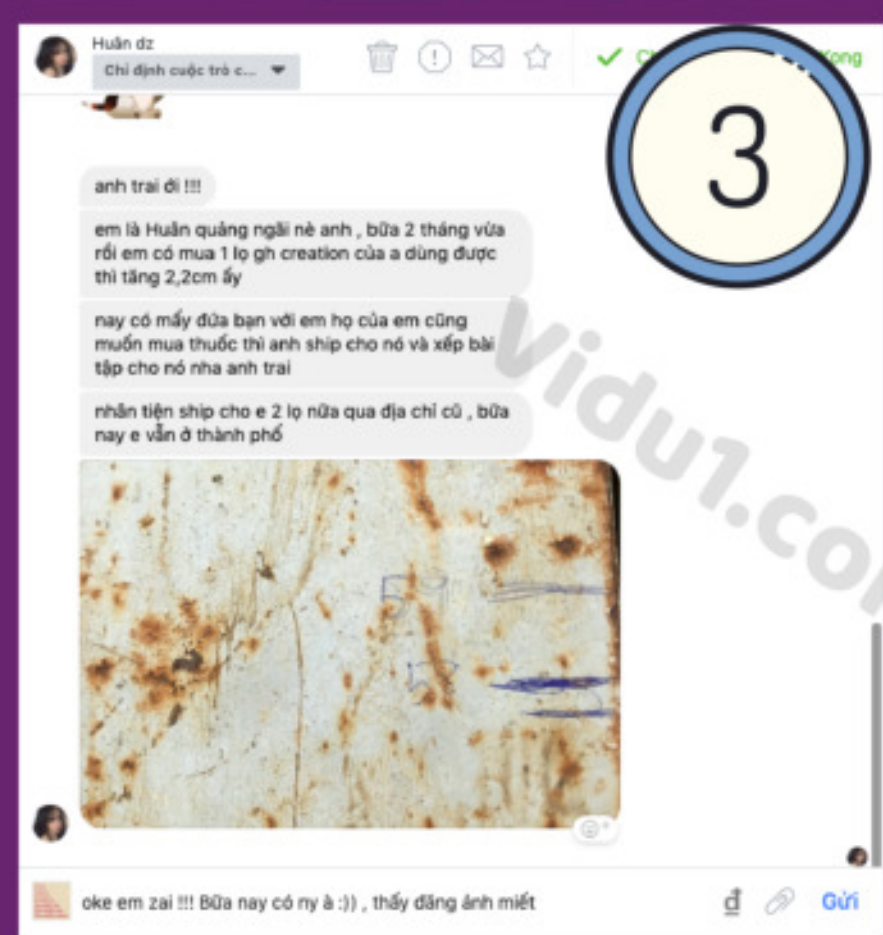 Huân dz
Chỉ định cuộc trò c...
3
ong
anh trai ới !!!
em là Huân quảng ngãi nè anh , bữa 2 tháng vừa
rồi em có mua 1 lọ gh creation của a dùng được
thì tăng 2,2cm ấy
nay có mấy đứa bạn với em họ của em cũng
muốn mua thuốc thì anh ship cho nó và xếp bài
tập cho nó nha anh trai
nhân tiện ship cho e 2 lọ nữa qua địa chỉ cũ , bữa
nay e vẫn ở thành phố
59
57
oke em zai !!! Bữa nay có ny à :)) , thấy đăng ảnh miết
đ
Gửi
Vidu1.co